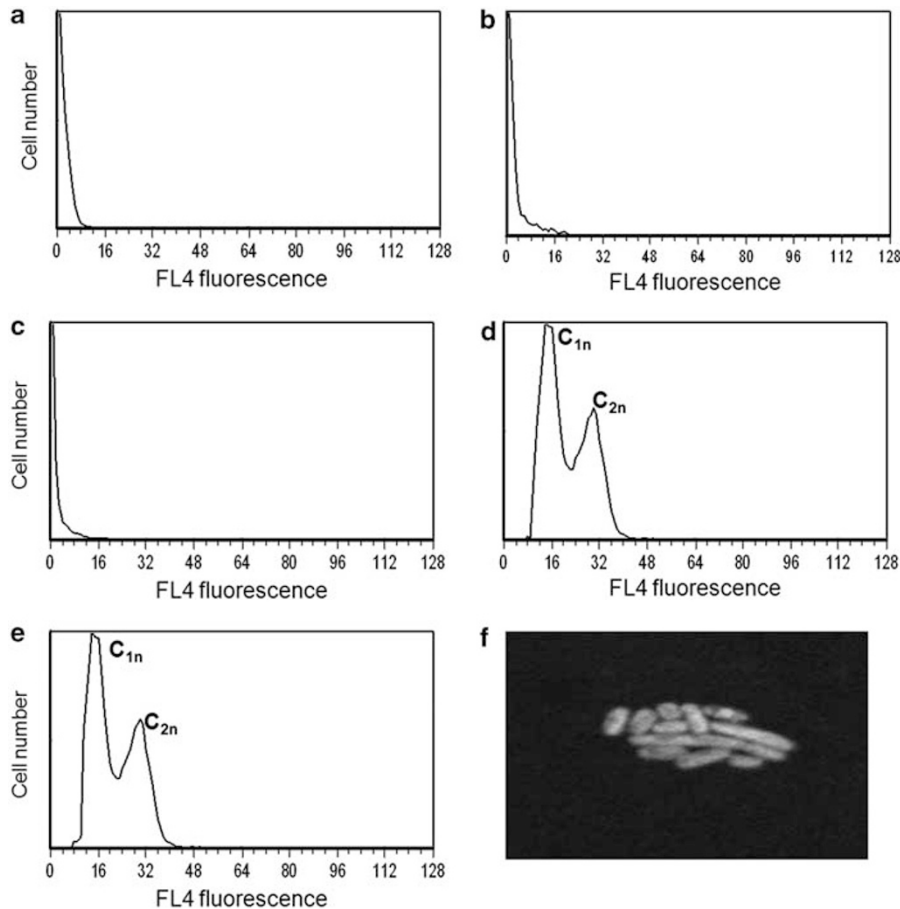 a
Cell number
0 16 32 48 64 80 96 112 128
FL4 fluorescence
b
0 16 32 48 64 80 96 112 128
FL4 fluorescence
c
Cell number
0 16 32 48 64 80 96 112 128
FL4 fluorescence
d
C1n
C2n
0 16 32 48 64 80 96 112 128
FL4 fluorescence
e
Cell number
C1n
C2n
0 16 32 48 64 80 96 112 128
FL4 fluorescence
f